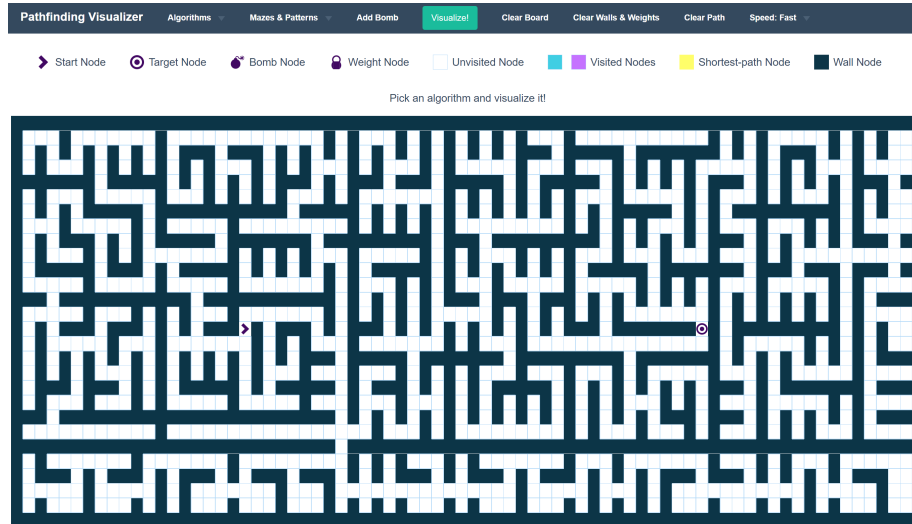 Pathfinding Visualizer Algorithms Mazes & Patterns Add Bomb Visualize! Clear Board Clear Walls & Weights Clear Path Speed: Fast
Start Node Target Node Bomb Node Weight Node Unvisited Node Visited Nodes Shortest-path Node Wall Node
Pick an algorithm and visualize it!